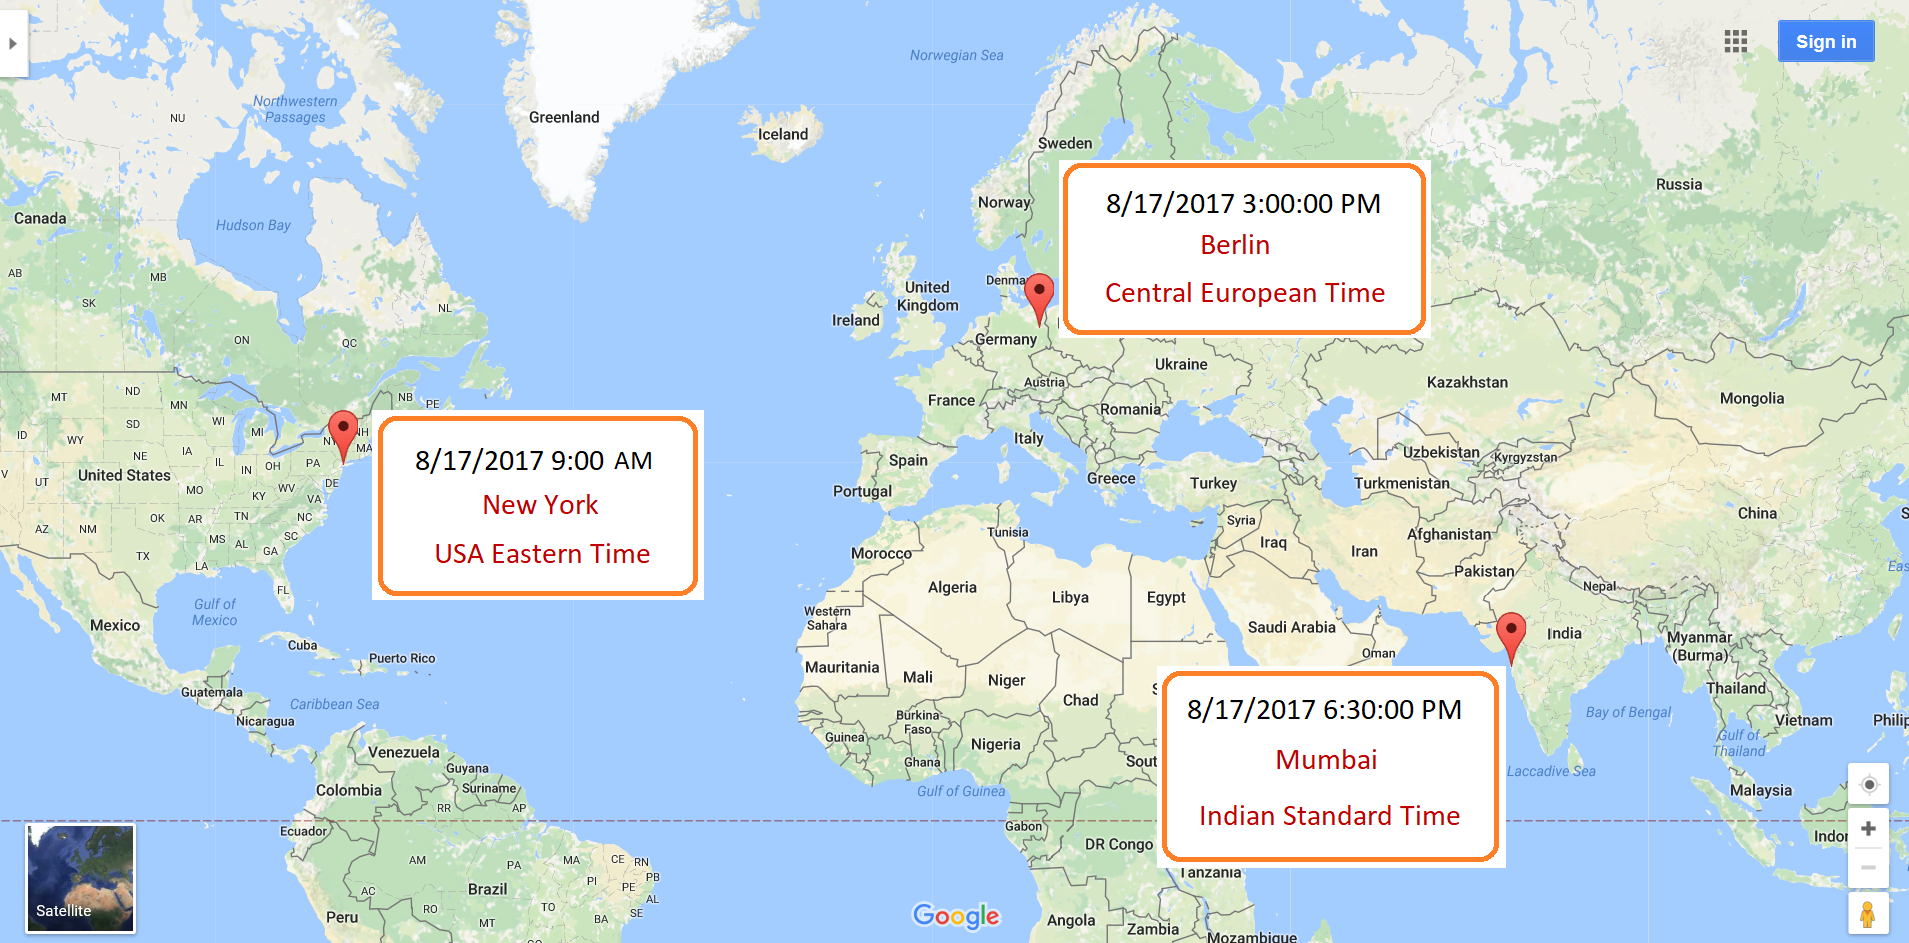 Sign in
Norwegian Sea
Northwestern
Passages
NU
Greenland
Iceland
Sweden
Russia
Norway
8/17/2017 3:00:00 PM
Berlin
Central European Time
Canada
Hudson Bay
AB
MB
SK
NL
ON
QC
NB
PE
Denma
United
Kingdom
Ireland
Germany
Ukraine
Austria
France
Romania
Kazakhstan
Mongolia
MT
ND
MN
SD
WI
MI
ID
WY
NE
IA
IL
IN
OH
PA
NY
NH
MA
V
UT
United States
MO
KY
WV
VA
DE
AZ
NM
OK
AR
TN
NC
MS
AL
GA
SC
TX
LA
FL
8/17/2017 9:00 AM
New York
USA Eastern Time
Italy
Spain
Portugal
Greece
Turkey
Uzbekistan
Kyrgyzstan
Turkmenistan
China
S
Syria
Iraq
Iran
Afghanistan
Pakistan
Nepal
Eas
Tunisia
Morocco
Algeria
Libya
Egypt
Western
Sahara
Saudi Arabia
Oman
India
Myanmar
(Burma)
Gulf of
Mexico
Mexico
Cuba
Puerto Rico
Guatemala
Caribbean Sea
Nicaragua
Mauritania
Mali
Niger
Chad
S
Burkina
Faso
Guinea
Ghana
Nigeria
Sout
Gulf of Guinea
8/17/2017 6:30:00 PM
Mumbai
Indian Standard Time
Thailand
Bay of Bengal
Vietnam
Philip
Gulf of
Thailand
Laccadive Sea
Malaysia
Indor
Venezuela
Guyana
Colombia
Suriname
RR
AP
Ecuador
AM
PA
MA
CE
RN
PB
PI
PE
AL
SE
AC
RO
TO
BA
MT
GO
Brazil
Peru
Gabon
DR Congo
Tanzania
Angola
Zambia
Mozambique
Satellite
Google